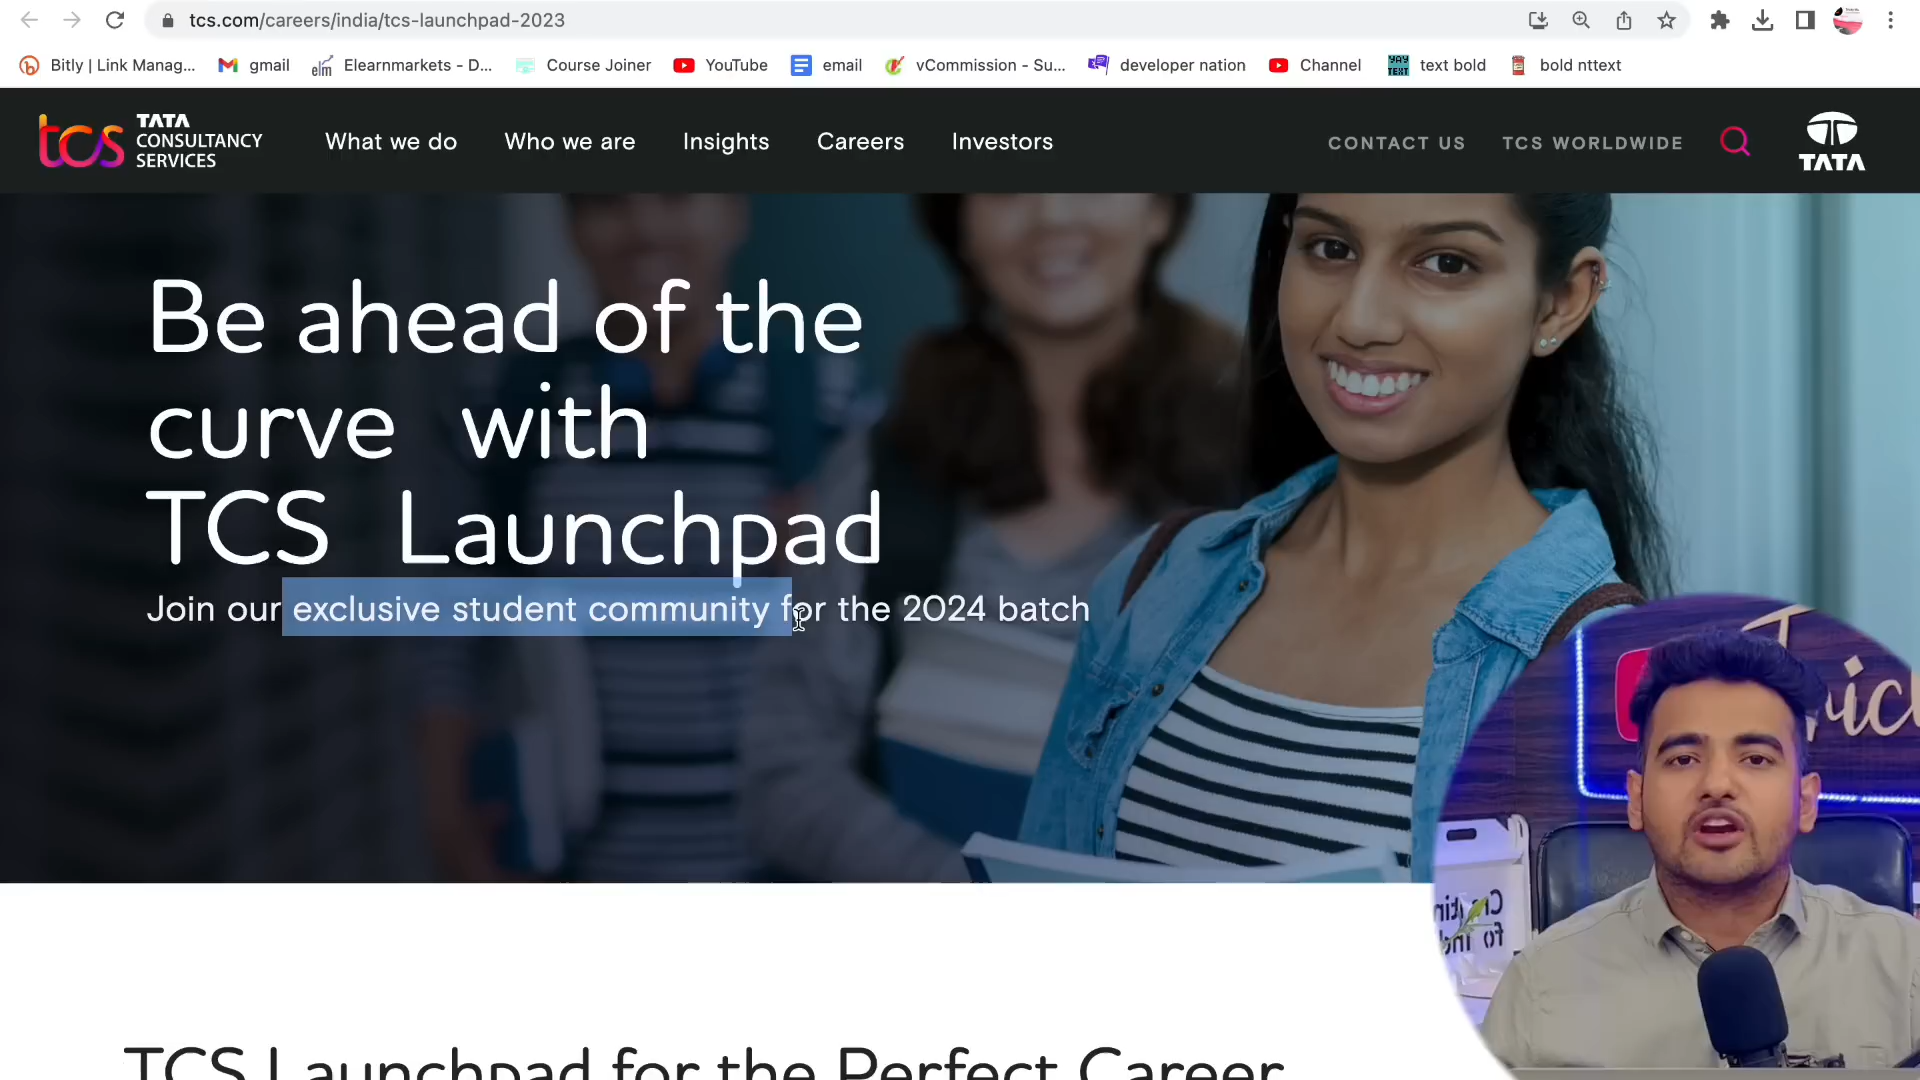 tcs.com/careers/india/tcs-launchpad-2023
Bitly | Link Manag...
gmail
Elearnmarkets - D...
Course Joiner
YouTube
email
vCommission - Su...
developer nation
Channel
text bold
bold nttext
tcs TATA
CONSULTANCY
SERVICES
What we do
Who we are
Insights
Careers
Investors
CONTACT US
TCS WORLDWIDE
TATA
Be ahead of the
curve with
TCS Launchpad
Join our exclusive student community for the 2024 batch
TCS Launchpad for the Perfect Career